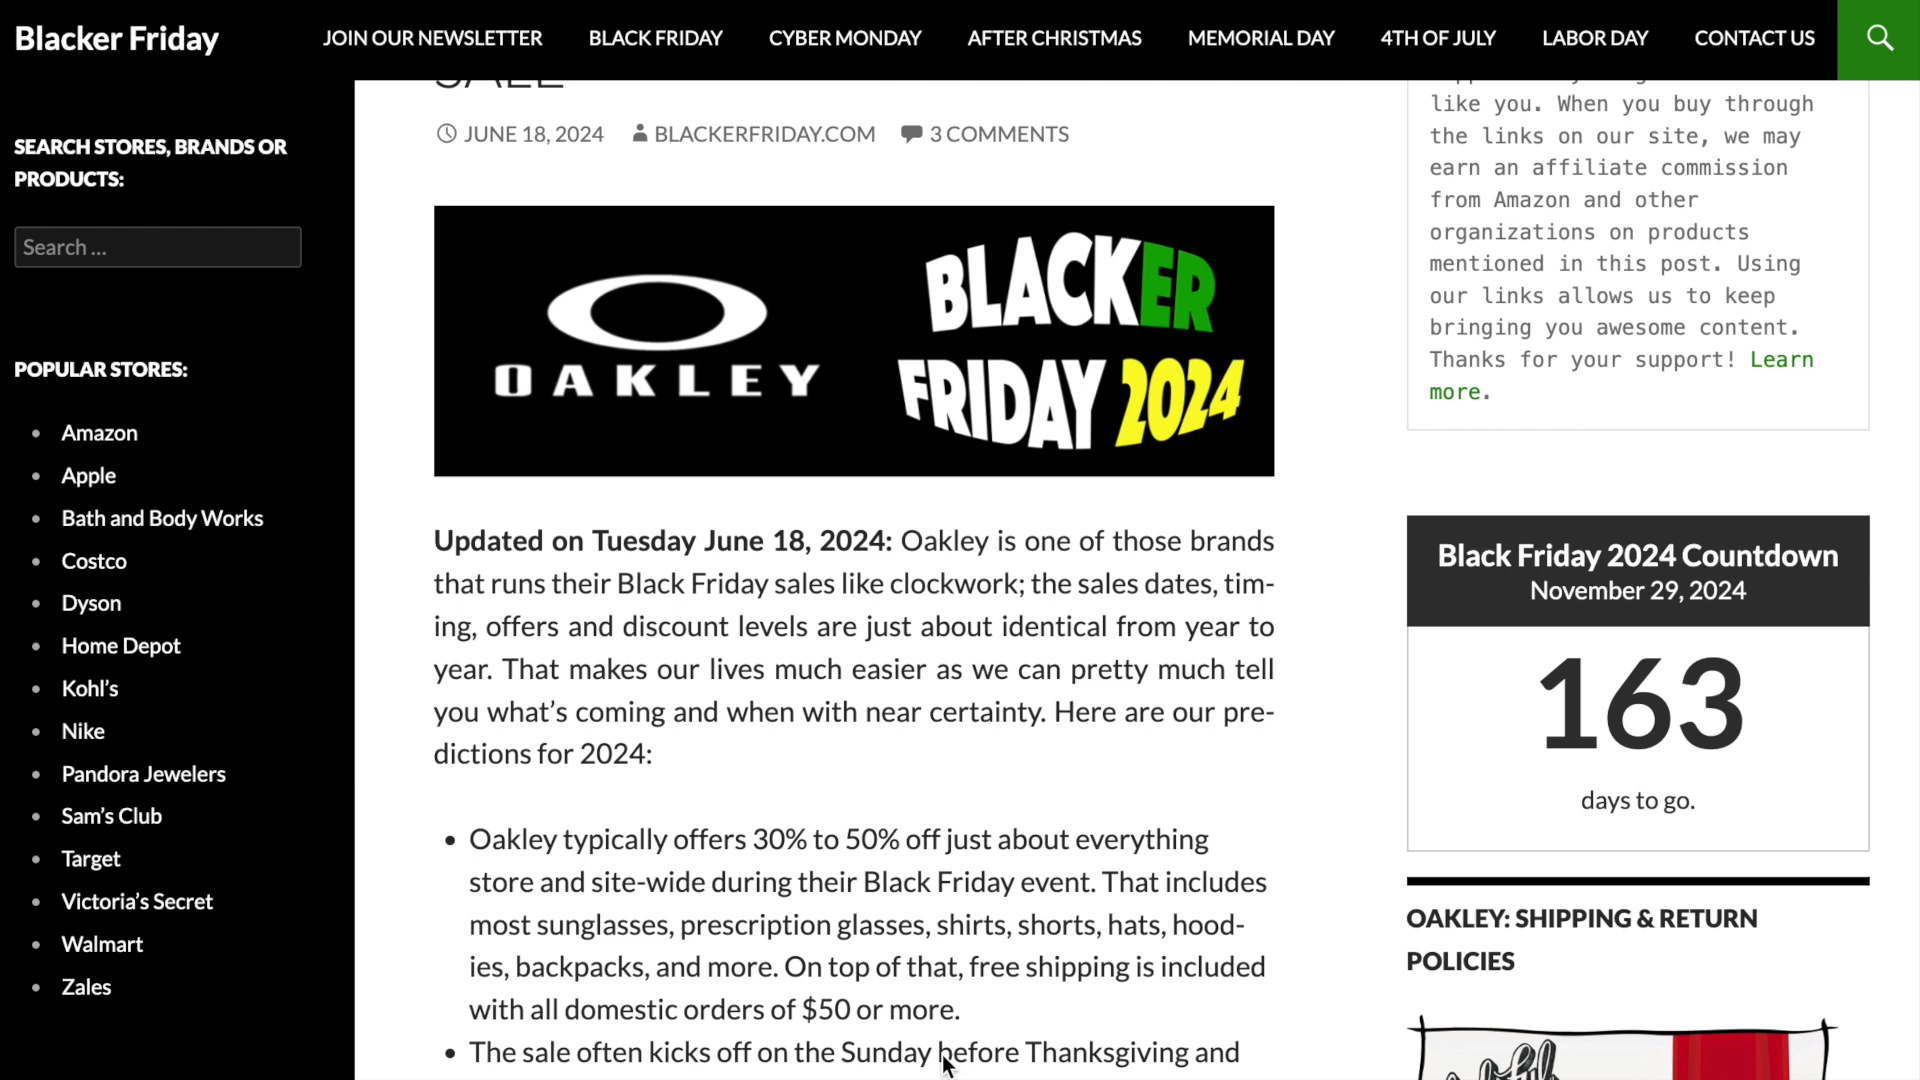 Blacker Friday
JOIN OUR NEWSLETTER
BLACK FRIDAY
CYBER MONDAY
AFTER CHRISTMAS
MEMORIAL DAY
4TH OF JULY
LABOR DAY
CONTACT US
SEARCH STORES, BRANDS OR
PRODUCTS:
Search ...
POPULAR STORES:
Amazon
Apple
Bath and Body Works
Costco
Dyson
Home Depot
Kohl's
Nike
Pandora Jewelers
Sam's Club
Target
Victoria's Secret
Walmart
Zales
SALE
JUNE 18, 2024
BLACKERFRIDAY.COM
3 COMMENTS
OAKLEY
BLACKER
FRIDAY 2024
Updated on Tuesday June 18, 2024: Oakley is one of those brands
that runs their Black Friday sales like clockwork; the sales dates, tim-
ing, offers and discount levels are just about identical from year to
year. That makes our lives much easier as we can pretty much tell
you what's coming and when with near certainty. Here are our pre-
dictions for 2024:
• Oakley typically offers 30% to 50% off just about everything
store and site-wide during their Black Friday event. That includes
most sunglasses, prescription glasses, shirts, shorts, hats, hood-
ies, backpacks, and more. On top of that, free shipping is included
with all domestic orders of $50 or more.
• The sale often kicks off on the Sunday before Thanksgiving and
like you. When you buy through
the links on our site, we may
earn an affiliate commission
from Amazon and other
organizations on products
mentioned in this post. Using
our links allows us to keep
bringing you awesome content.
Thanks for your support! Learn
more.
Black Friday 2024 Countdown
November 29, 2024
163
days to go.
OAKLEY: SHIPPING & RETURN
POLICIES